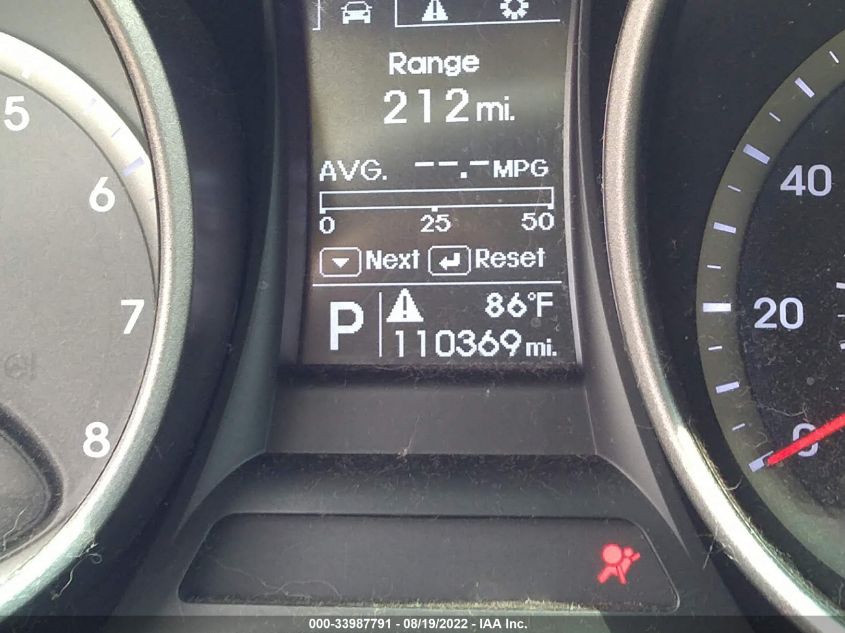 Range
212 mi.
AVG. --.- MPG
0 25 50
Next Reset
P 86°F
110369 mi.
5
6
7
8
40
20
0
000-33987791 - 08/19/2022 - IAA Inc.